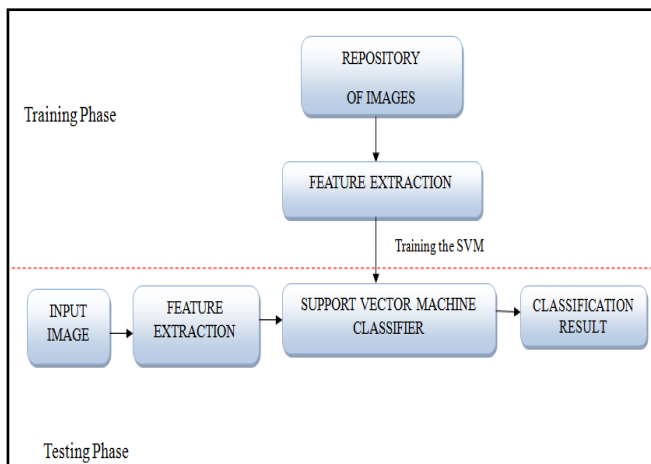 REPOSITORY
OF IMAGES
Training Phase
FEATURE EXTRACTION
Training the SVM
INPUT
IMAGE
FEATURE
EXTRACTION
SUPPORT VECTOR MACHINE
CLASSIFIER
CLASSIFICATION
RESULT
Testing Phase